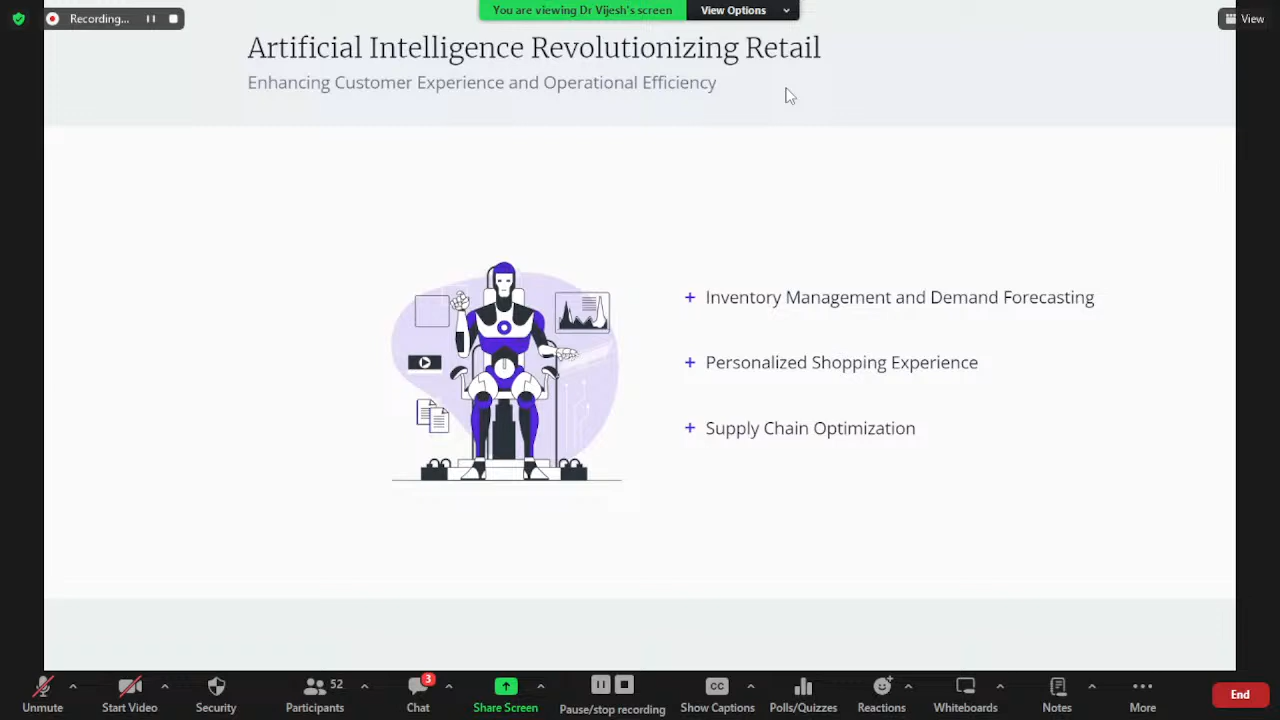 Recording...
You are viewing Dr Vijesh's screen
View Options
View
Artificial Intelligence Revolutionizing Retail
Enhancing Customer Experience and Operational Efficiency
+ Inventory Management and Demand Forecasting
+ Personalized Shopping Experience
+ Supply Chain Optimization
Unmute
Start Video
Security
52
Participants
3
Chat
Share Screen
Pause/stop recording
CC
Show Captions
Polls/Quizzes
Reactions
Whiteboards
Notes
More
End